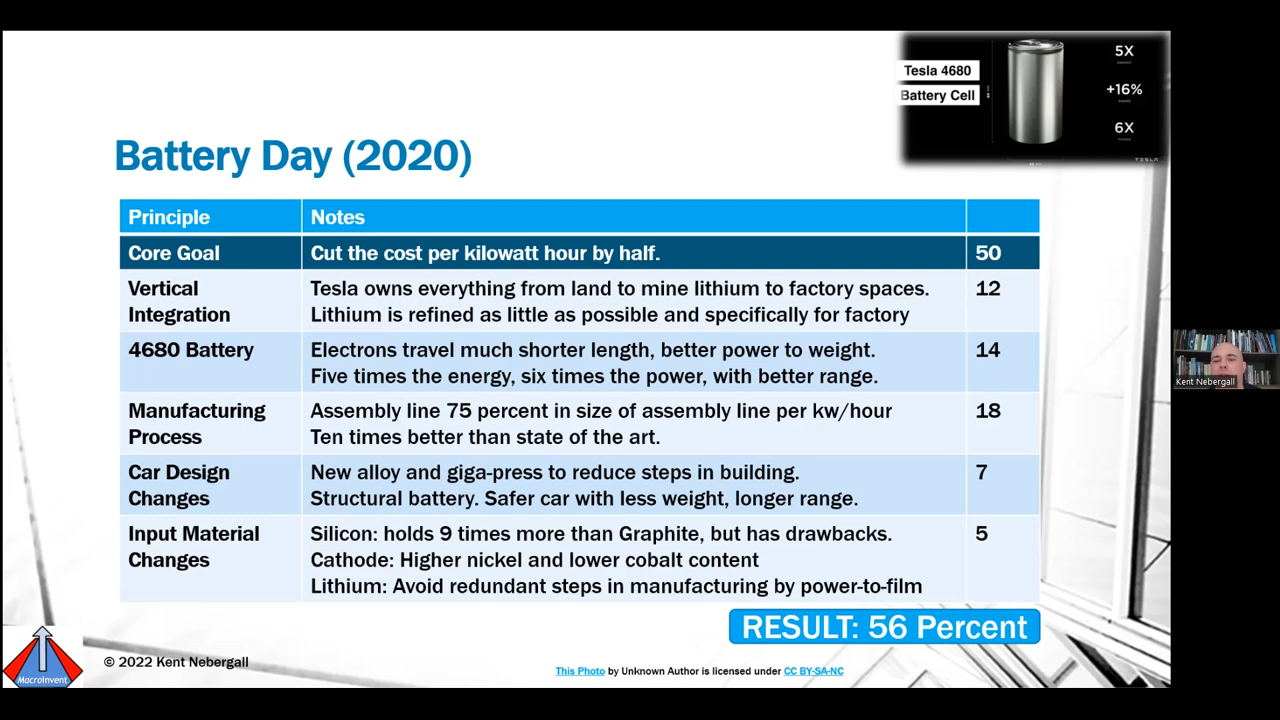 Tesla 4680
Battery Cell
5X
+16%
6X
TESLA
Battery Day (2020)
Principle Notes
Core Goal Cut the cost per kilowatt hour by half. 50
Vertical Integration Tesla owns everything from land to mine lithium to factory spaces. 12
Lithium is refined as little as possible and specifically for factory
4680 Battery Electrons travel much shorter length, better power to weight. 14
Five times the energy, six times the power, with better range.
Manufacturing Process Assembly line 75 percent in size of assembly line per kw/hour 18
Ten times better than state of the art.
Car Design Changes New alloy and giga-press to reduce steps in building. 7
Structural battery. Safer car with less weight, longer range.
Input Material Changes Silicon: holds 9 times more than Graphite, but has drawbacks. 5
Cathode: Higher nickel and lower cobalt content
Lithium: Avoid redundant steps in manufacturing by power-to-film
RESULT: 56 Percent
MacroInvent
© 2022 Kent Nebergall
This Photo by Unknown Author is licensed under CC BY-SA-NC
Kent Nebergall